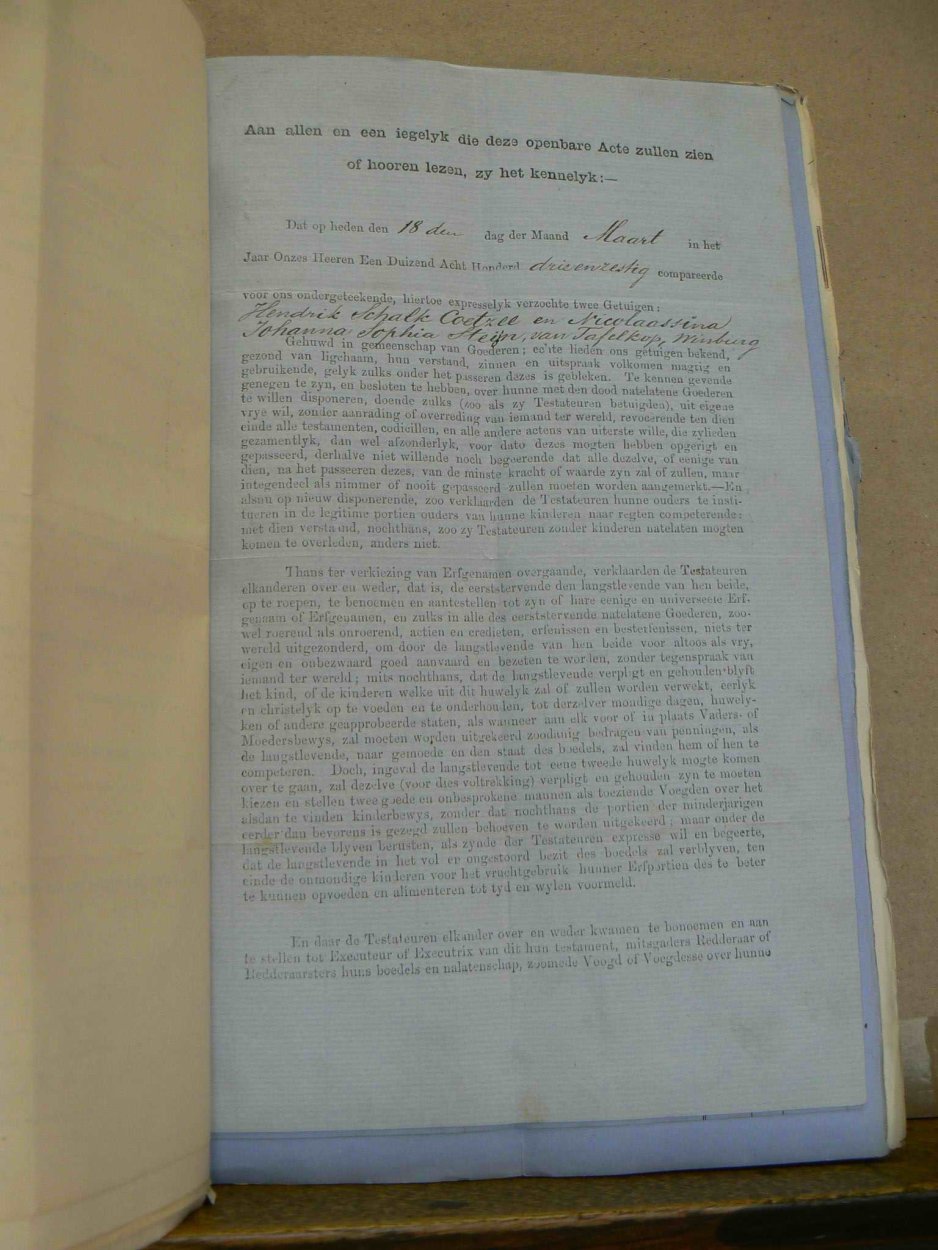 Aan allen en een iegelyk die deze openbare Acte zullen zien
of hooren lezen, zy het kennelyk:—
Dat op heden den 18 den dag der Maand Maart in het
Jaar Onzes Heeren Een Duizend Acht Honderd drieenzestig compareerde
voor ons ondergeteekende, hiertoe expresselyk verzochte twee Getuigen:
Hendrik Schalk Coetzee en Nicolaassina
Johanna Sophia Steijn, van Tafelkop, Winburg
Gehuwd in gemeenschap van Goederen; echte lieden ons getuigen bekend,
gezond van ligchaam, hun verstand, zinnen en uitspraak volkomen magtig en
gebruikende, gelyk zulks onder het passeren dezes is gebleken. Te kennen gevende
genegen te zyn, en besloten te hebben, over hunne met den dood natelatene Goederen
te willen disponeren, doende zulks (zoo als zy Testateuren betuigden), uit eigene
vrye wil, zonder aanrading of overreding van iemand ter wereld, revocerende ten dien
einde alle testamenten, codicillen, en alle andere actens van uiterste wille, die zylieden
gezamentlyk, dan wel afzonderlyk, voor dato dezes mogten hebben opgerigt en
gepasseerd, derhalve niet willende noch begeerende dat alle dezelve, of eenige van
dien, na het passeeren dezes, van de minste kracht of waarde zyn zal of zullen, maar
integendeel als nimmer of nooit gepasseerd zullen moeten worden aangemerkt.—En
alsnu op nieuw disponerende, zoo verklaarden de Testateuren hunne ouders te insti-
tueren in de legitime portien ouders van hunne kinderen naar regten competerende:
met dien verstand, nochthans, zoo zy Testateuren zonder kinderen natelaten mogten
komen te overleden, anders niet.
Thans ter verkiezing van Erfgenamen overgaande, verklaarden de Testateuren
elkanderen over en weder, dat is, de eerststervende den langstlevende van hen beide,
op te roepen, te benoemen en aantestellen tot zyn of hare eenige en universeele Erf-
genaam of Erfgenamen, en zulks in alle des eerststervende natelatene Goederen, zoo-
wel roerend als onroerend, actien en credieten, erfenissen en besterfenissen, niets ter
wereld uitgezonderd, om door de langstlevende van hen beide voor altoos als vry,
eigen en onbezwaard goed aanvaard en bezeten te worden, zonder tegenspraak van
iemand ter wereld; mits nochthans, dat de langstlevende verpligt en gehouden blyft
het kind, of de kinderen welke uit dit huwelyk zal of zullen worden verwekt, eerlyk
en christelyk op te voeden en te onderhouden, tot derzelver mondige dagen, huwely-
ken of andere geapprobeerde staten, als wanneer aan elk voor of in plaats Vaders- of
Moedersbewys, zal moeten worden uitgekeerd zoodanig bedragen van penningen, als
de langstlevende, naar gemoede en den staat des boedels, zal vinden hem of hen te
competeren. Doch, ingeval de langstlevende tot eene tweede huwelyk mogte komen
over te gaan, zal dezelve (voor dies voltrekking) verpligt en gehouden zyn te moeten
kiezen en stellen twee goede en onbesprokene mannen als toeziende Voogden over het
alsdan te vinden kinderbewys, zonder dat nochthans de portien der minderjarigen
eerder dan bevorens is gezegd zullen behoeven te worden uitgekeerd; maar onder de
langstlevende blyven berusten, als zynde der Testateuren expresse wil en begeerte,
dat de langstlevende in het vol en ongestoord bezit des boedels zal verblyven, ten
einde de onmondige kinderen voor het vruchtgebruik hunner Erfportien des te beter
te kunnen opvoeden en alimenteren tot tyd en wylen voormeld.
En daar de Testateuren elkander over en weder kwamen te bonoemen en aan
te stellen tot Executeur of Executrix van dit hun testament, mitsgaders Redderaar of
Redderaarsters huns boedels en nalatenschap, zoomede Voogd of Voegdesse over hunne